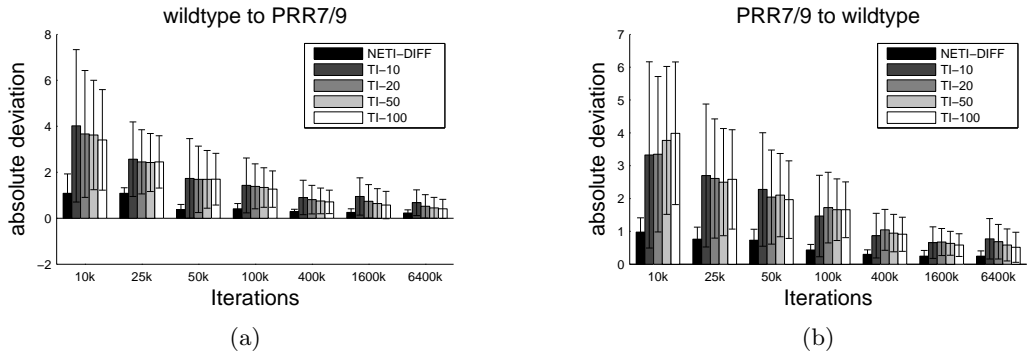 wildtype to PRR7/9
8
6
4
2
0
−2
absolute deviation
NETI−DIFF
TI−10
TI−20
TI−50
TI−100
10k 25k 50k 100k 400k 1600k 6400k
Iterations
(a)
PRR7/9 to wildtype
7
6
5
4
3
2
1
0
absolute deviation
NETI−DIFF
TI−10
TI−20
TI−50
TI−100
10k 25k 50k 100k 400k 1600k 6400k
Iterations
(b)